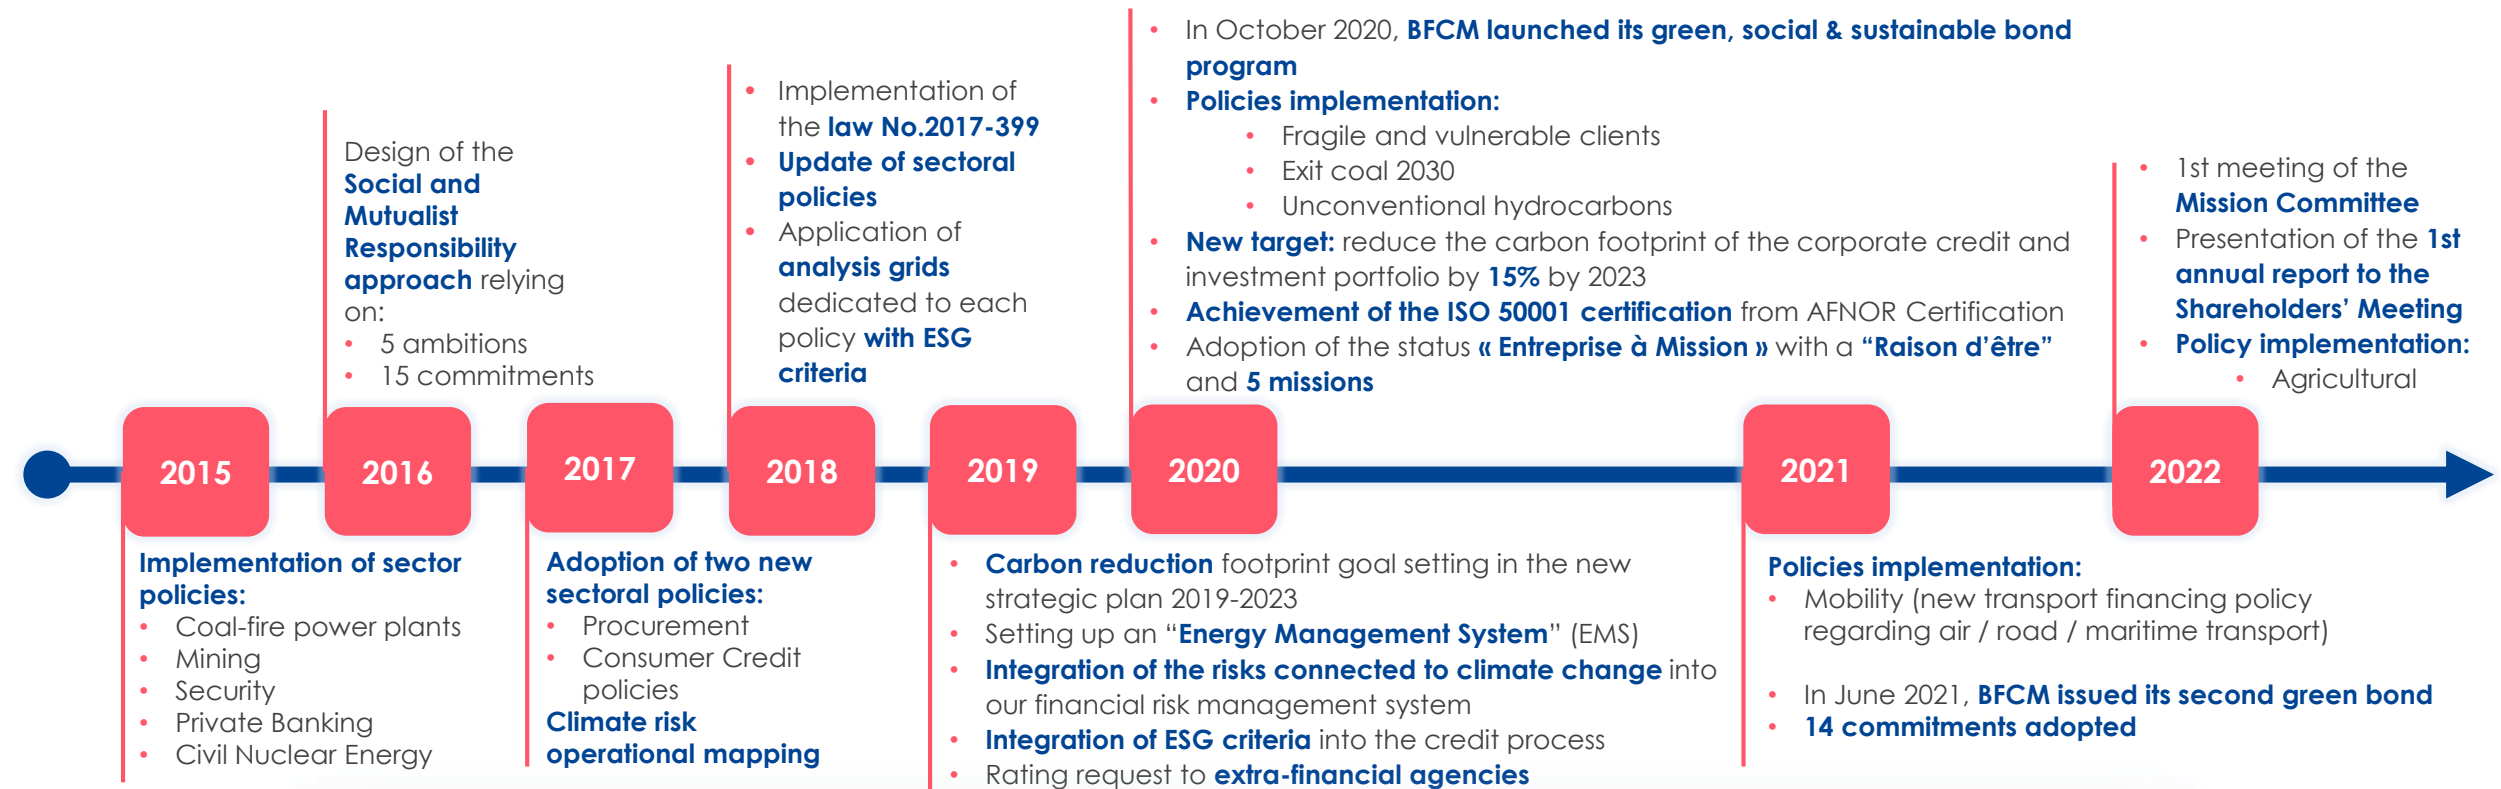 2015
Implementation of sector
policies:
• Coal-fire power plants
• Mining
• Security
• Private Banking
• Civil Nuclear Energy
Design of the
Social and
Mutualist
Responsibility
approach relying
on:
• 5 ambitions
• 15 commitments
2016
2017
Adoption of two new
sectoral policies:
• Procurement
• Consumer Credit
policies
Climate risk
operational mapping
• Implementation of
the law No.2017-399
• Update of sectoral
policies
• Application of
analysis grids
dedicated to each
policy with ESG
criteria
2018
2019
• Carbon reduction footprint goal setting in the new
strategic plan 2019-2023
• Setting up an “Energy Management System” (EMS)
• Integration of the risks connected to climate change into
our financial risk management system
• Integration of ESG criteria into the credit process
• Rating request to extra-financial agencies
• In October 2020, BFCM launched its green, social & sustainable bond
program
• Policies implementation:
• Fragile and vulnerable clients
• Exit coal 2030
• Unconventional hydrocarbons
• New target: reduce the carbon footprint of the corporate credit and
investment portfolio by 15% by 2023
• Achievement of the ISO 50001 certification from AFNOR Certification
• Adoption of the status « Entreprise à Mission » with a “Raison d’être”
and 5 missions
2020
2021
Policies implementation:
• Mobility (new transport financing policy
regarding air / road / maritime transport)
• In June 2021, BFCM issued its second green bond
• 14 commitments adopted
• 1st meeting of the
Mission Committee
• Presentation of the 1st
annual report to the
Shareholders’ Meeting
• Policy implementation:
• Agricultural
2022